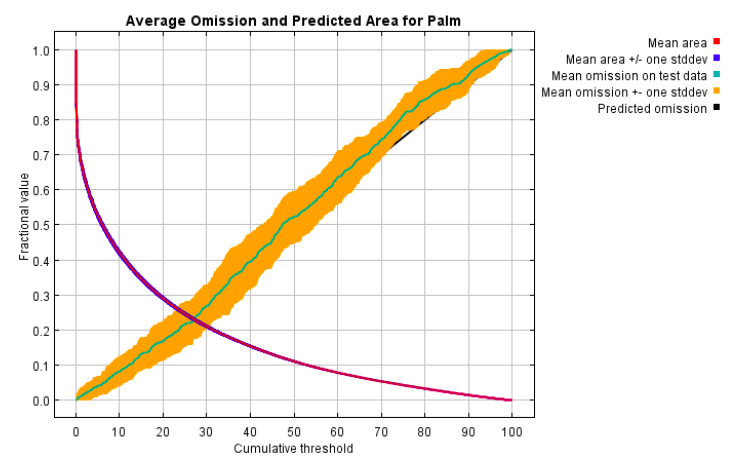 Average Omission and Predicted Area for Palm
Mean area
Mean area +/- one stddev
Mean omission on test data
Mean omission +- one stddev
Predicted omission
1.0
0.9
0.8
0.7
0.6
0.5
0.4
0.3
0.2
0.1
0.0
Fractional value
0 10 20 30 40 50 60 70 80 90 100
Cumulative threshold